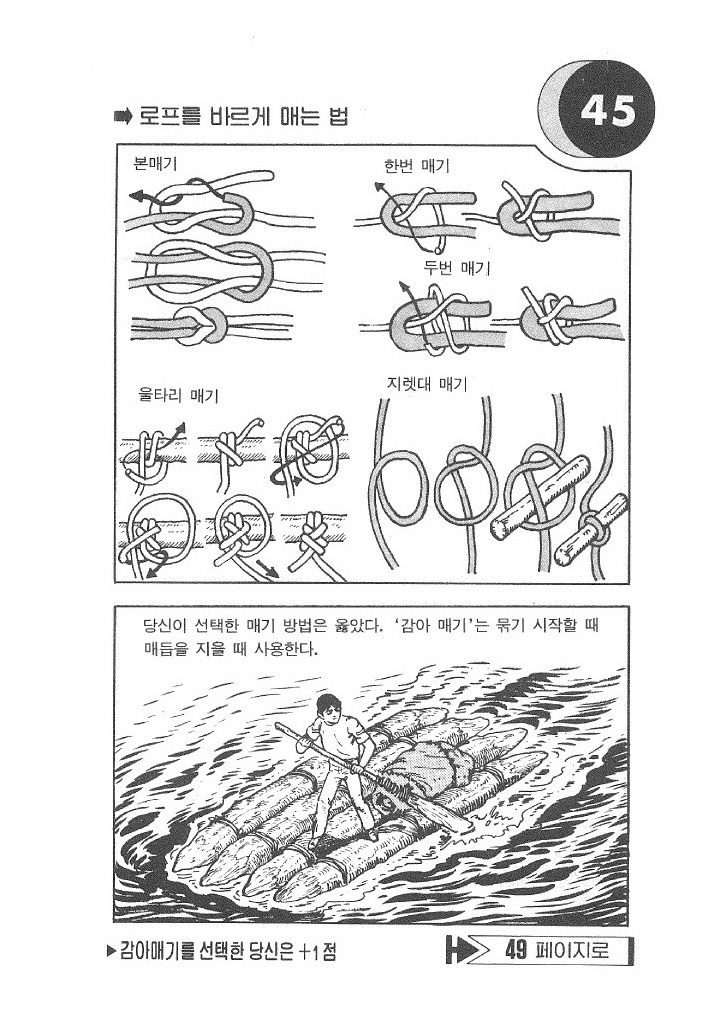 45
➡ 로프를 바르게 매는 법
본매기
한번 매기
두번 매기
울타리 매기
지렛대 매기
당신이 선택한 매기 방법은 옳았다. ‘감아 매기’는 묶기 시작할 때
매듭을 지을 때 사용한다.
▶감아매기를 선택한 당신은 +1점
49 페이지로